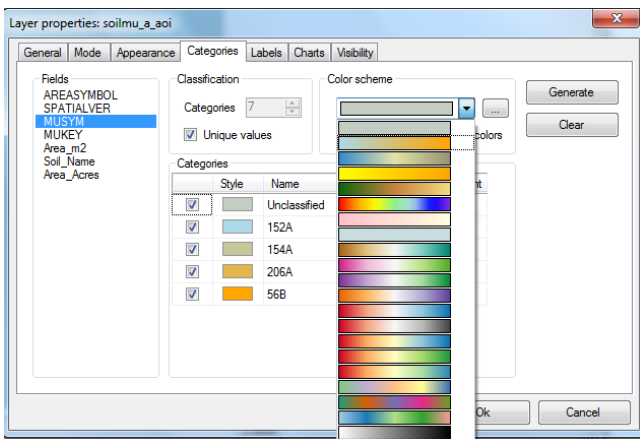 Layer properties: soilmu_a_aoi
General Mode Appearance Categories Labels Charts Visibility
Fields
AREASYMBOL
SPATIALVER
MUSYM
MUKEY
Area_m2
Soil_Name
Area_Acres
Classification
Categories 7
Unique values
Color scheme
...
colors
Generate
Clear
Categories
Style Name
Unclassified
152A
154A
206A
56B
Ok Cancel